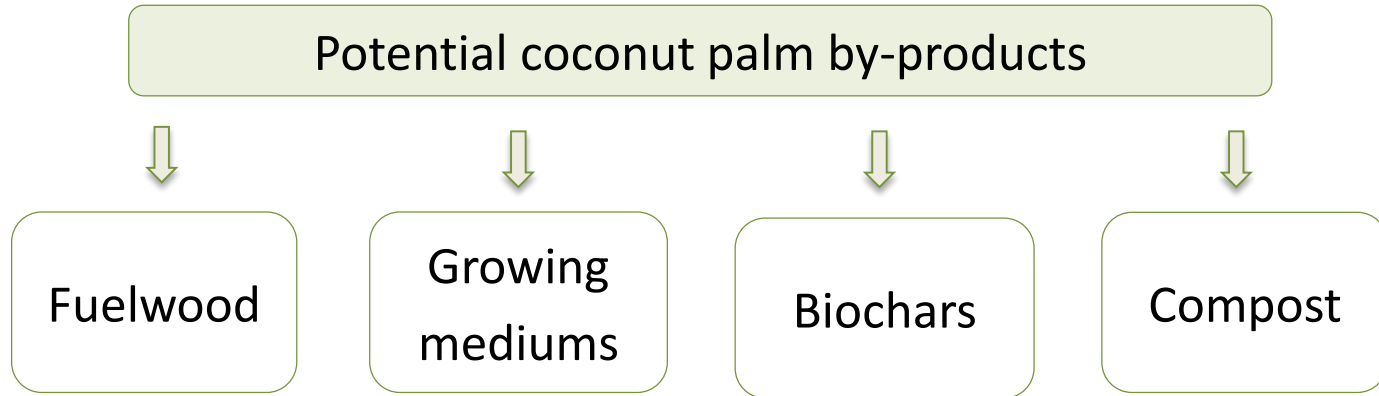 Potential coconut palm by-products
Fuelwood
Growing
mediums
Biochars
Compost